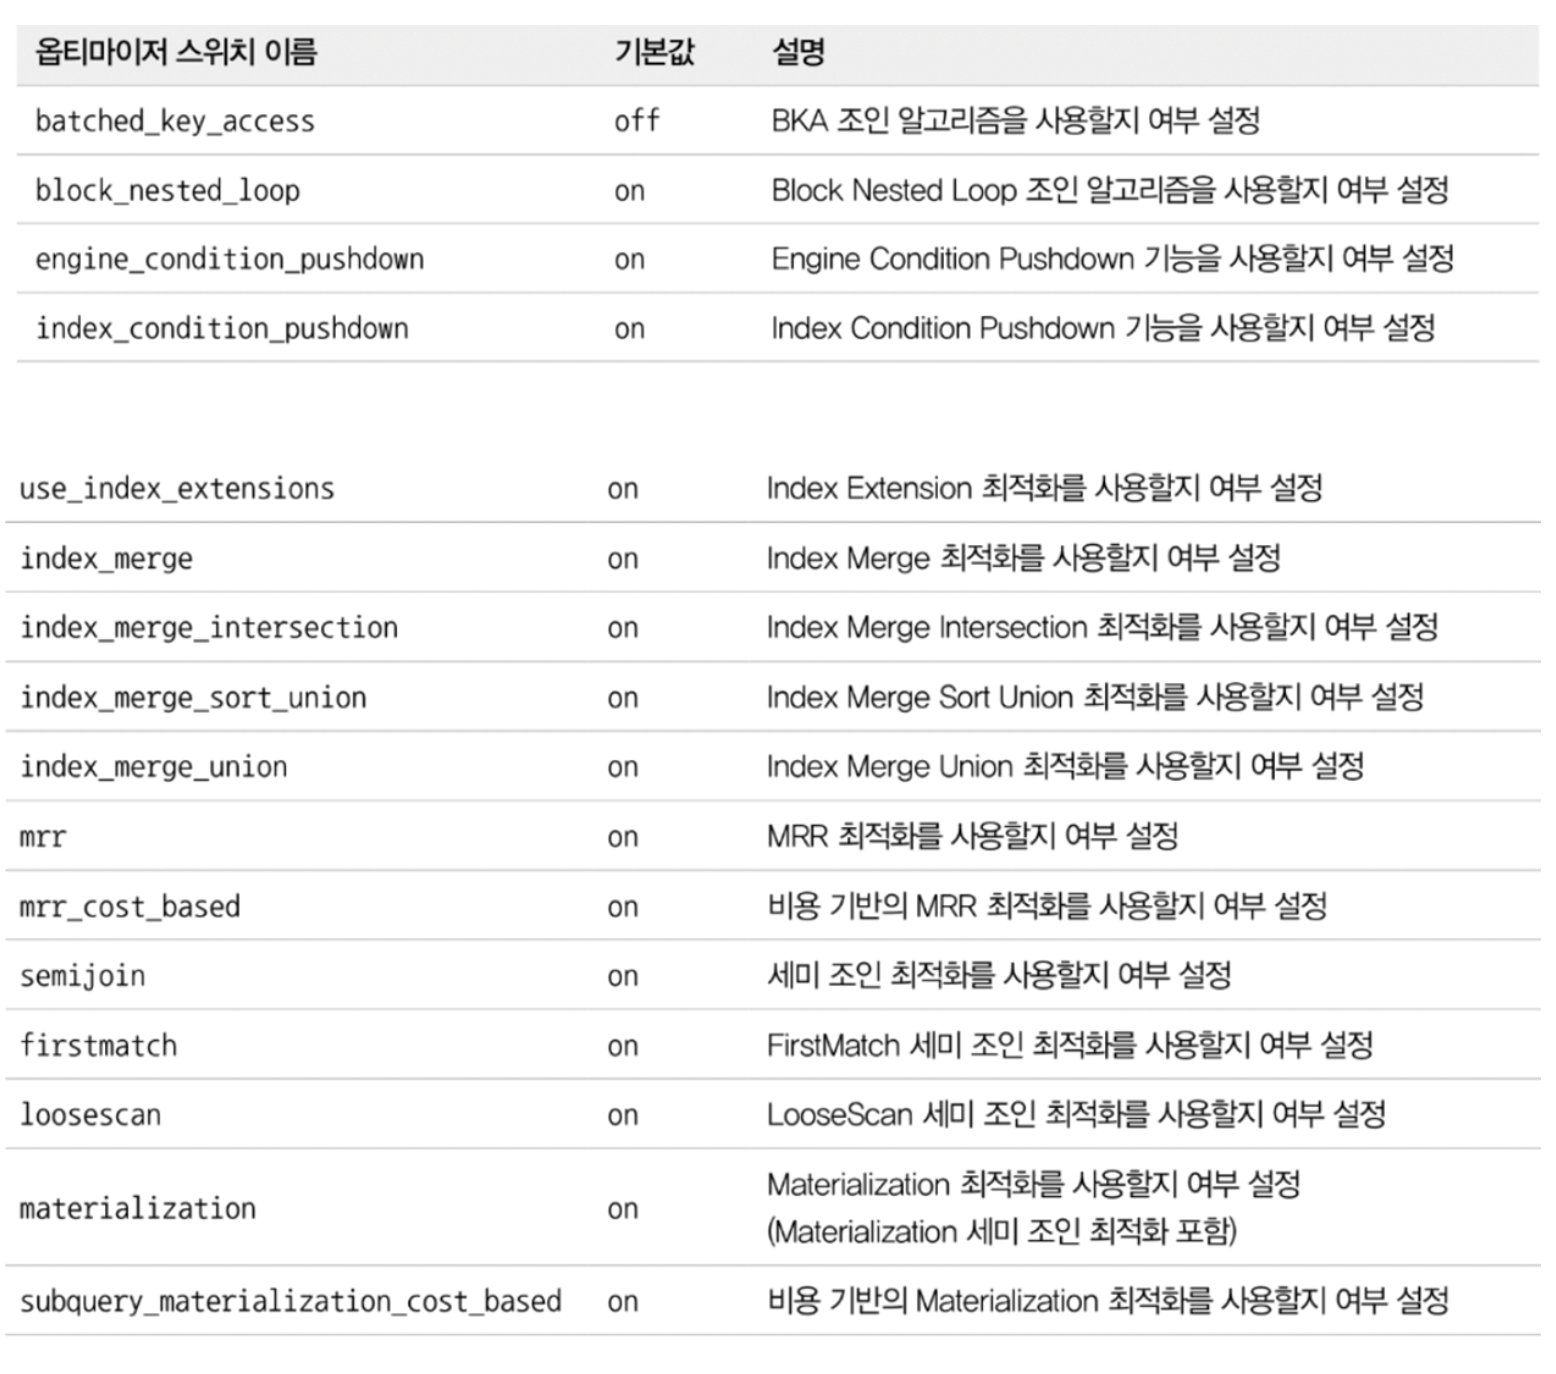 옵티마이저 스위치 이름 기본값 설명
batched_key_access off BKA 조인 알고리즘을 사용할지 여부 설정
block_nested_loop on Block Nested Loop 조인 알고리즘을 사용할지 여부 설정
engine_condition_pushdown on Engine Condition Pushdown 기능을 사용할지 여부 설정
index_condition_pushdown on Index Condition Pushdown 기능을 사용할지 여부 설정
use_index_extensions on Index Extension 최적화를 사용할지 여부 설정
index_merge on Index Merge 최적화를 사용할지 여부 설정
index_merge_intersection on Index Merge Intersection 최적화를 사용할지 여부 설정
index_merge_sort_union on Index Merge Sort Union 최적화를 사용할지 여부 설정
index_merge_union on Index Merge Union 최적화를 사용할지 여부 설정
mrr on MRR 최적화를 사용할지 여부 설정
mrr_cost_based on 비용 기반의 MRR 최적화를 사용할지 여부 설정
semijoin on 세미 조인 최적화를 사용할지 여부 설정
firstmatch on FirstMatch 세미 조인 최적화를 사용할지 여부 설정
loosescan on LooseScan 세미 조인 최적화를 사용할지 여부 설정
materialization on Materialization 최적화를 사용할지 여부 설정
(Materialization 세미 조인 최적화 포함)
subquery_materialization_cost_based on 비용 기반의 Materialization 최적화를 사용할지 여부 설정